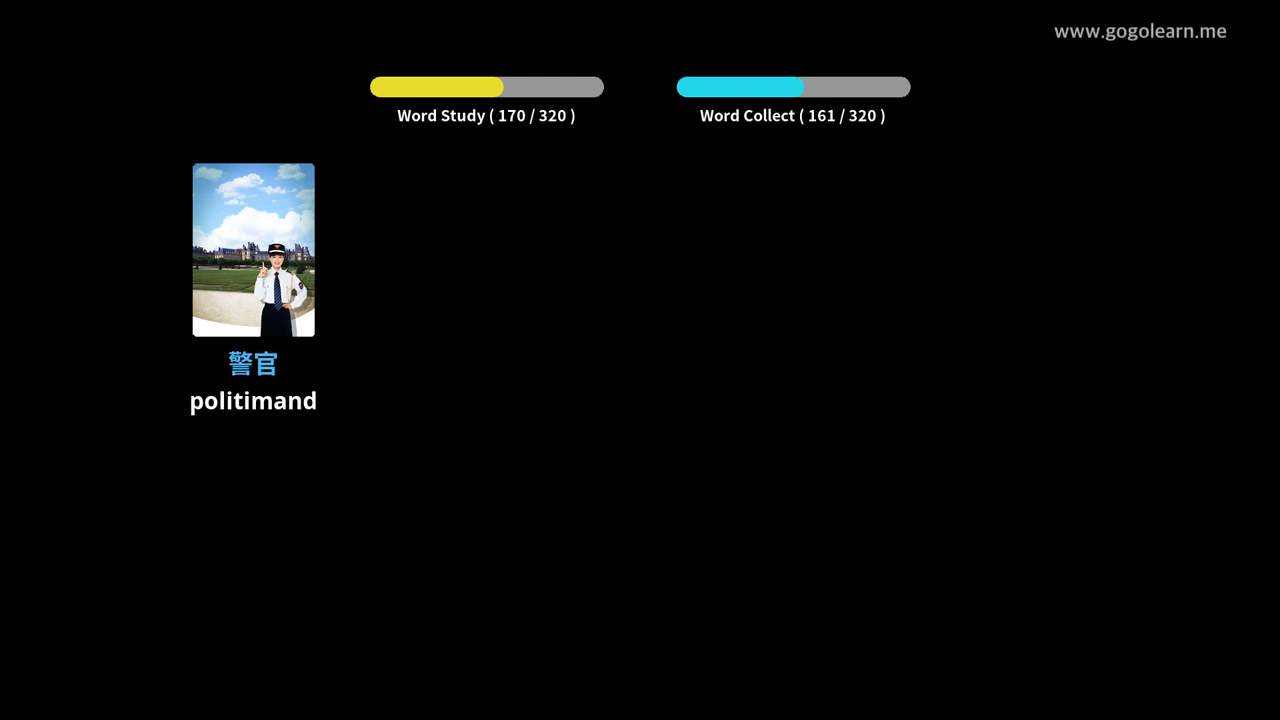 www.gogolearn.me
Word Study ( 170 / 320 )
Word Collect ( 161 / 320 )
警官
politimand